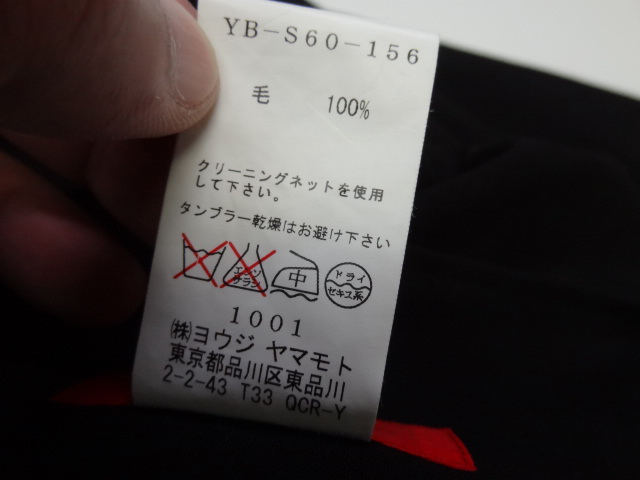 YB-S60-156
毛 100%
クリーニングネットを使用
して下さい。
タンブラー乾燥はお避け下さい
エンソ
チラシ
中
ドライ
セキス系
1001
㈱ヨウジ ヤマモト
東京都品川区東品川
2-2-43 T33 QCR-Y